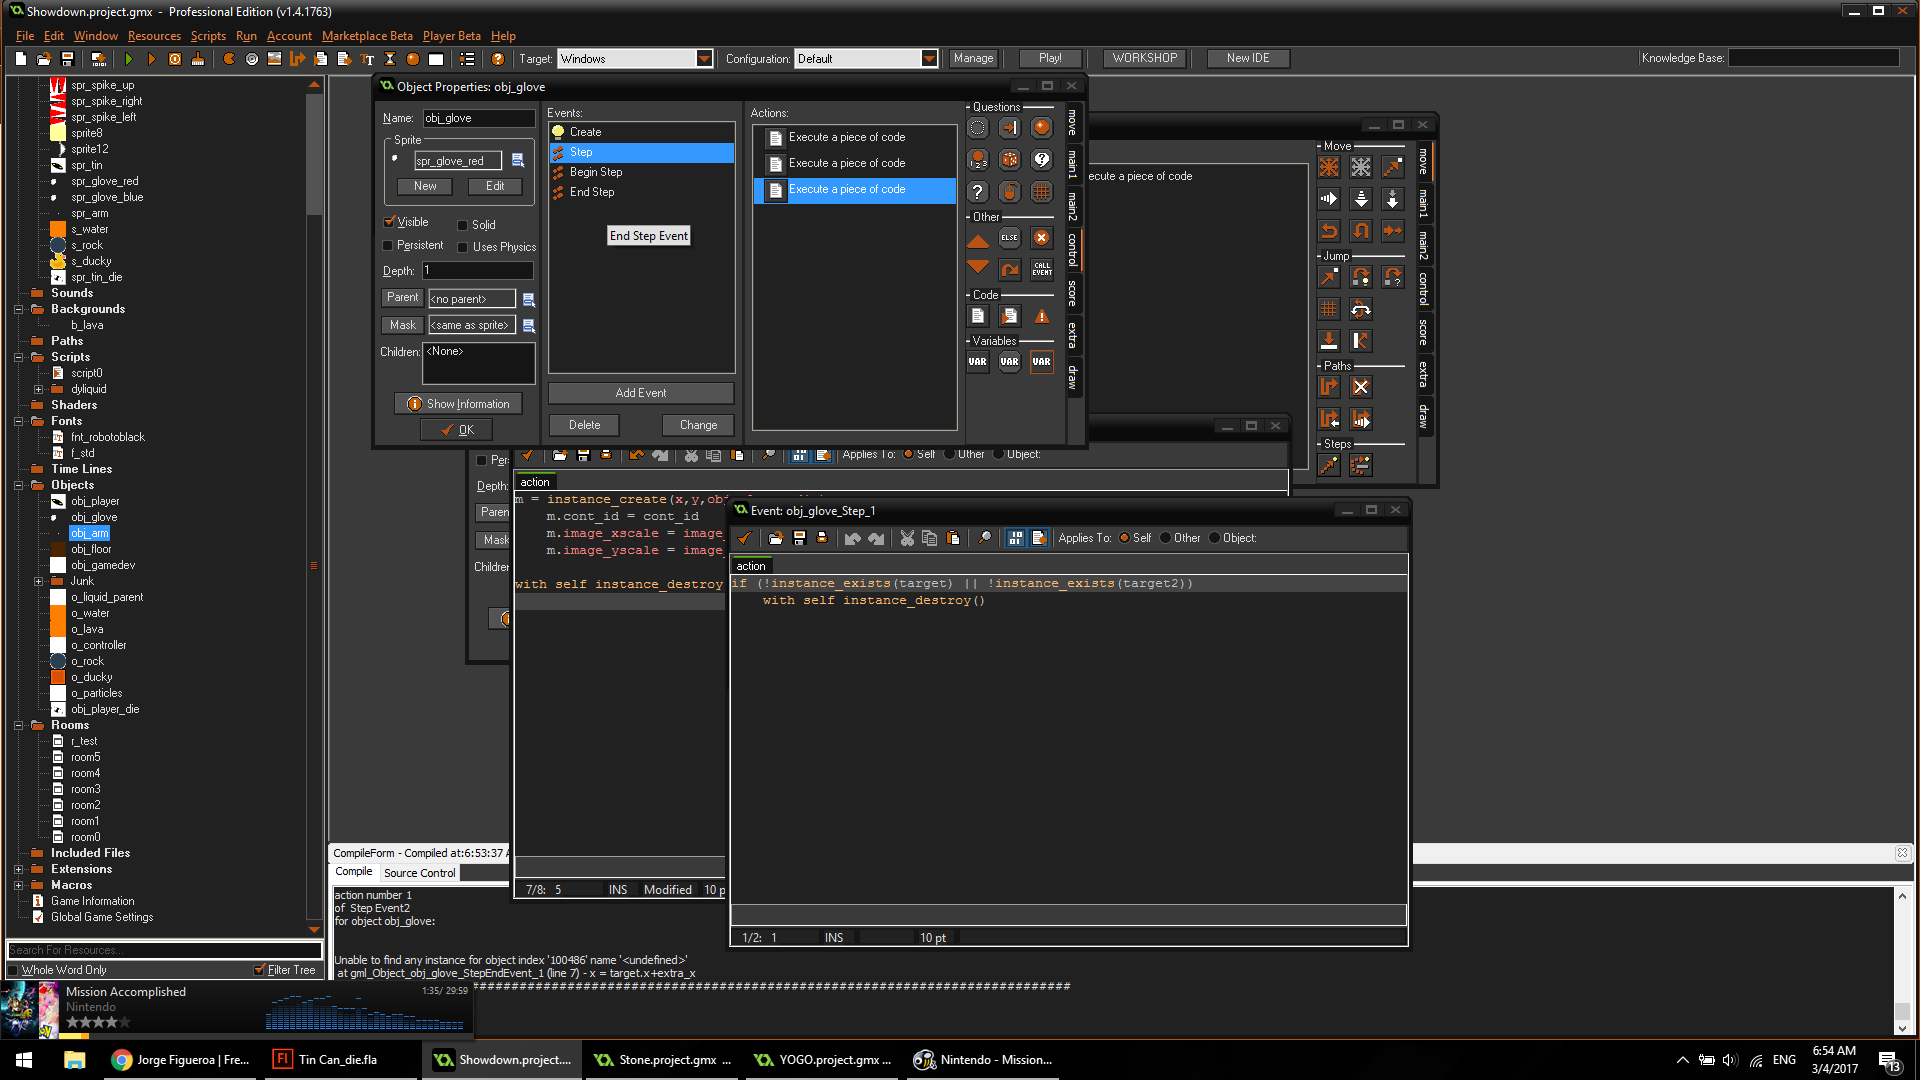 Showdown.project.gmx - Professional Edition (v1.4.1763)
File Edit Window Resources Scripts Run Account Marketplace Beta Player Beta Help
Target: Windows Configuration: Default Manage Play! WORKSHOP New IDE Knowledge Base:
spr_spike_up
spr_spike_right
spr_spike_left
sprite8
sprite12
spr_tin
spr_glove_red
spr_glove_blue
spr_arm
s_water
s_rock
s_ducky
spr_tin_die
Sounds
Backgrounds
b_lava
Paths
Scripts
script0
dyliquid
Shaders
Fonts
fnt_robotoblack
f_std
Time Lines
Objects
obj_player
obj_glove
obj_arm
obj_floor
obj_gamedev
Junk
o_liquid_parent
o_water
o_lava
o_controller
o_rock
o_ducky
o_particles
obj_player_die
Rooms
r_test
room5
room4
room3
room2
room1
room0
Included Files
Extensions
Macros
Game Information
Global Game Settings
Search For Resources...
Whole Word Only Filter Tree
Object Properties: obj_glove
Name: obj_glove
Sprite
spr_glove_red
New Edit
Visible Solid
Persistent Uses Physics
Depth: 1
Parent <no parent>
Mask <same as sprite>
Children: <None>
Show Information
OK
Events:
Create
Step
Begin Step
End Step
End Step Event
Add Event
Delete Change
Actions:
Execute a piece of code
Execute a piece of code
Execute a piece of code
Questions
Other
ELSE
CALL EVENT
Code
Variables
VAR VAR VAR
move
main1
main2
control
score
extra
draw
ecute a piece of code
Move
Jump
Paths
Steps
move
main1
main2
control
score
extra
draw
Per
Depth:
Paren
Mask
Childre
Applies To: Self Other Object:
action
m = instance_create(x,y,ob
m.cont_id = cont_id
m.image_xscale = image_
m.image_yscale = image_
with self instance_destroy
7/8: 5 INS Modified 10 p
Event: obj_glove_Step_1
Applies To: Self Other Object:
action
if (!instance_exists(target) || !instance_exists(target2))
with self instance_destroy()
1/2: 1 INS 10 pt
CompileForm - Compiled at:6:53:37 A
Compile Source Control
action number 1
of Step Event2
for object obj_glove:
Unable to find any instance for object index '100486' name '<undefined>'
at gml_Object_obj_glove_StepEndEvent_1 (line 7) - x = target.x+extra_x
Mission Accomplished 1:35/ 29:59
Nintendo
Jorge Figueroa | Fre...
Tin Can_die.fla
Showdown.project....
Stone.project.gmx ...
YOGO.project.gmx ...
Nintendo - Mission...
ENG
6:54 AM
3/4/2017
13